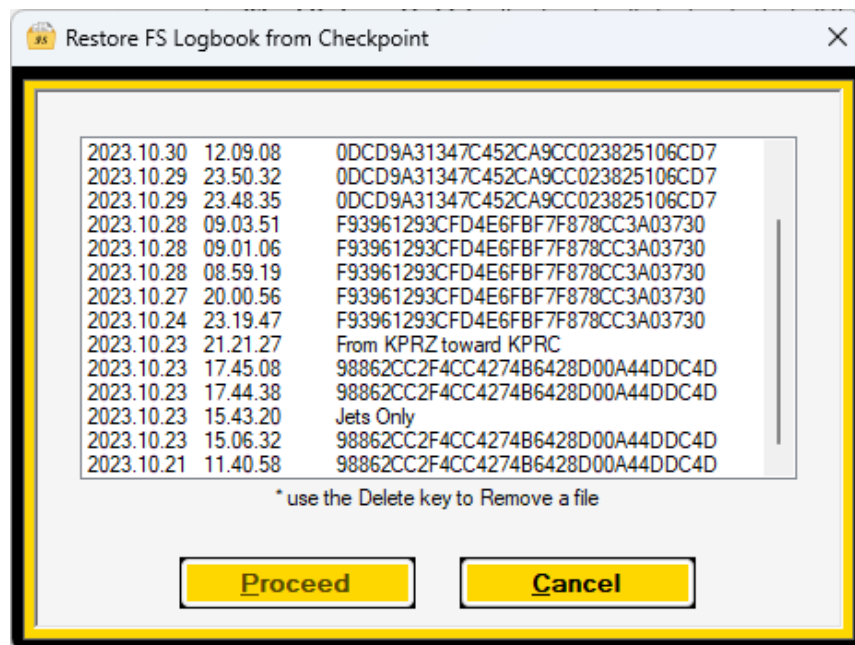 Restore FS Logbook from Checkpoint
2023.10.30 12.09.08 0DCD9A31347C452CA9CC023825106CD7
2023.10.29 23.50.32 0DCD9A31347C452CA9CC023825106CD7
2023.10.29 23.48.35 0DCD9A31347C452CA9CC023825106CD7
2023.10.28 09.03.51 F93961293CFD4E6FBF7F878CC3A03730
2023.10.28 09.01.06 F93961293CFD4E6FBF7F878CC3A03730
2023.10.28 08.59.19 F93961293CFD4E6FBF7F878CC3A03730
2023.10.27 20.00.56 F93961293CFD4E6FBF7F878CC3A03730
2023.10.24 23.19.47 F93961293CFD4E6FBF7F878CC3A03730
2023.10.23 21.21.27 From KPRZ toward KPRC
2023.10.23 17.45.08 98862CC2F4CC4274B6428D00A44DDC4D
2023.10.23 17.44.38 98862CC2F4CC4274B6428D00A44DDC4D
2023.10.23 15.43.20 Jets Only
2023.10.23 15.06.32 98862CC2F4CC4274B6428D00A44DDC4D
2023.10.21 11.40.58 98862CC2F4CC4274B6428D00A44DDC4D
* use the Delete key to Remove a file
Proceed Cancel